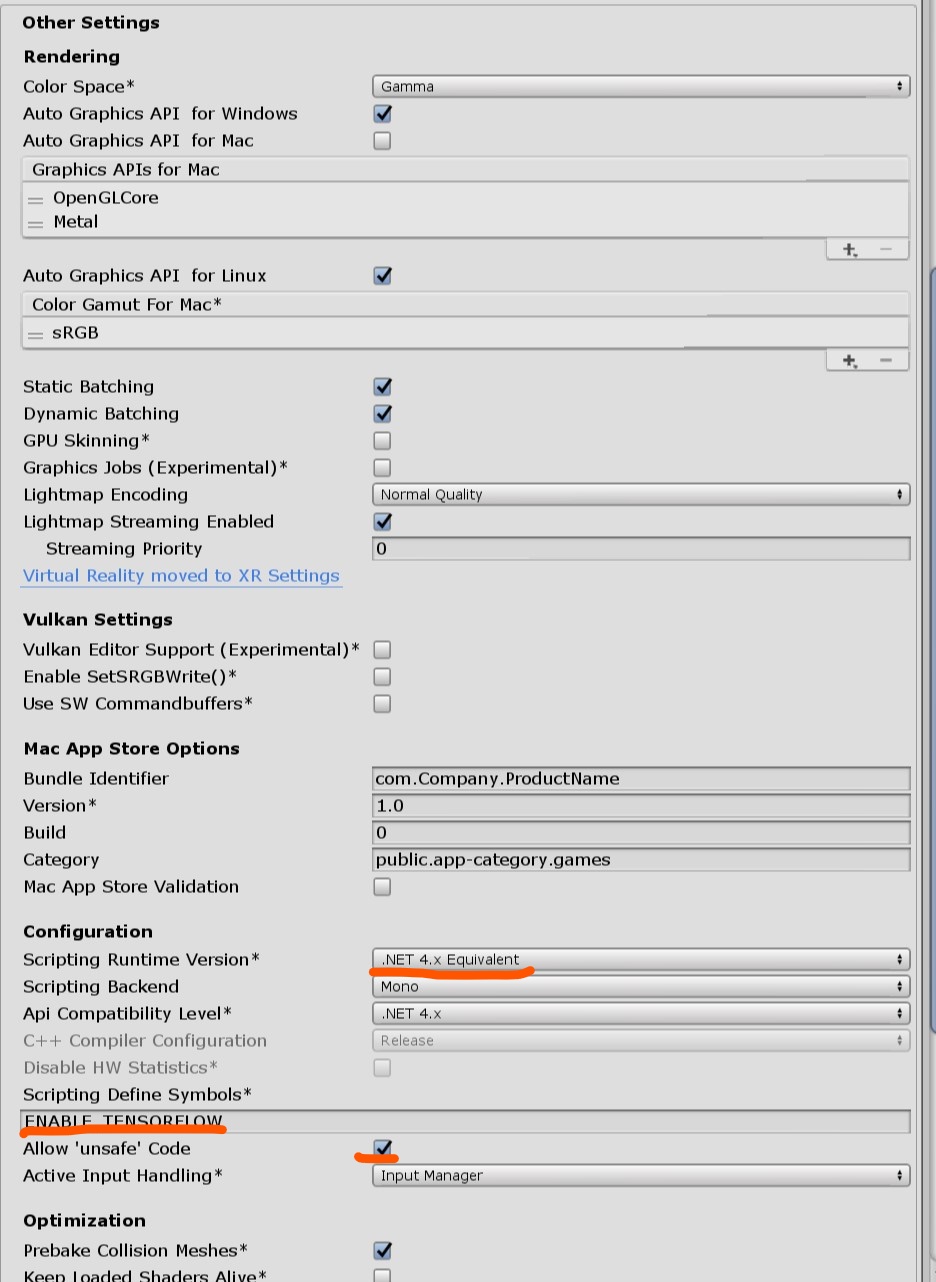 Other Settings
Rendering
Color Space* Gamma
Auto Graphics API for Windows
Auto Graphics API for Mac
Graphics APIs for Mac
OpenGLCore
Metal
Auto Graphics API for Linux
Color Gamut For Mac*
sRGB
Static Batching
Dynamic Batching
GPU Skinning*
Graphics Jobs (Experimental)*
Lightmap Encoding Normal Quality
Lightmap Streaming Enabled
Streaming Priority 0
Virtual Reality moved to XR Settings
Vulkan Settings
Vulkan Editor Support (Experimental)*
Enable SetSRGBWrite()*
Use SW Commandbuffers*
Mac App Store Options
Bundle Identifier com.Company.ProductName
Version* 1.0
Build 0
Category public.app-category.games
Mac App Store Validation
Configuration
Scripting Runtime Version* .NET 4.x Equivalent
Scripting Backend Mono
Api Compatibility Level* .NET 4.x
C++ Compiler Configuration Release
Disable HW Statistics*
Scripting Define Symbols*
ENABLE_TENSORFLOW
Allow 'unsafe' Code
Active Input Handling* Input Manager
Optimization
Prebake Collision Meshes*
Keep Loaded Shaders Alive*